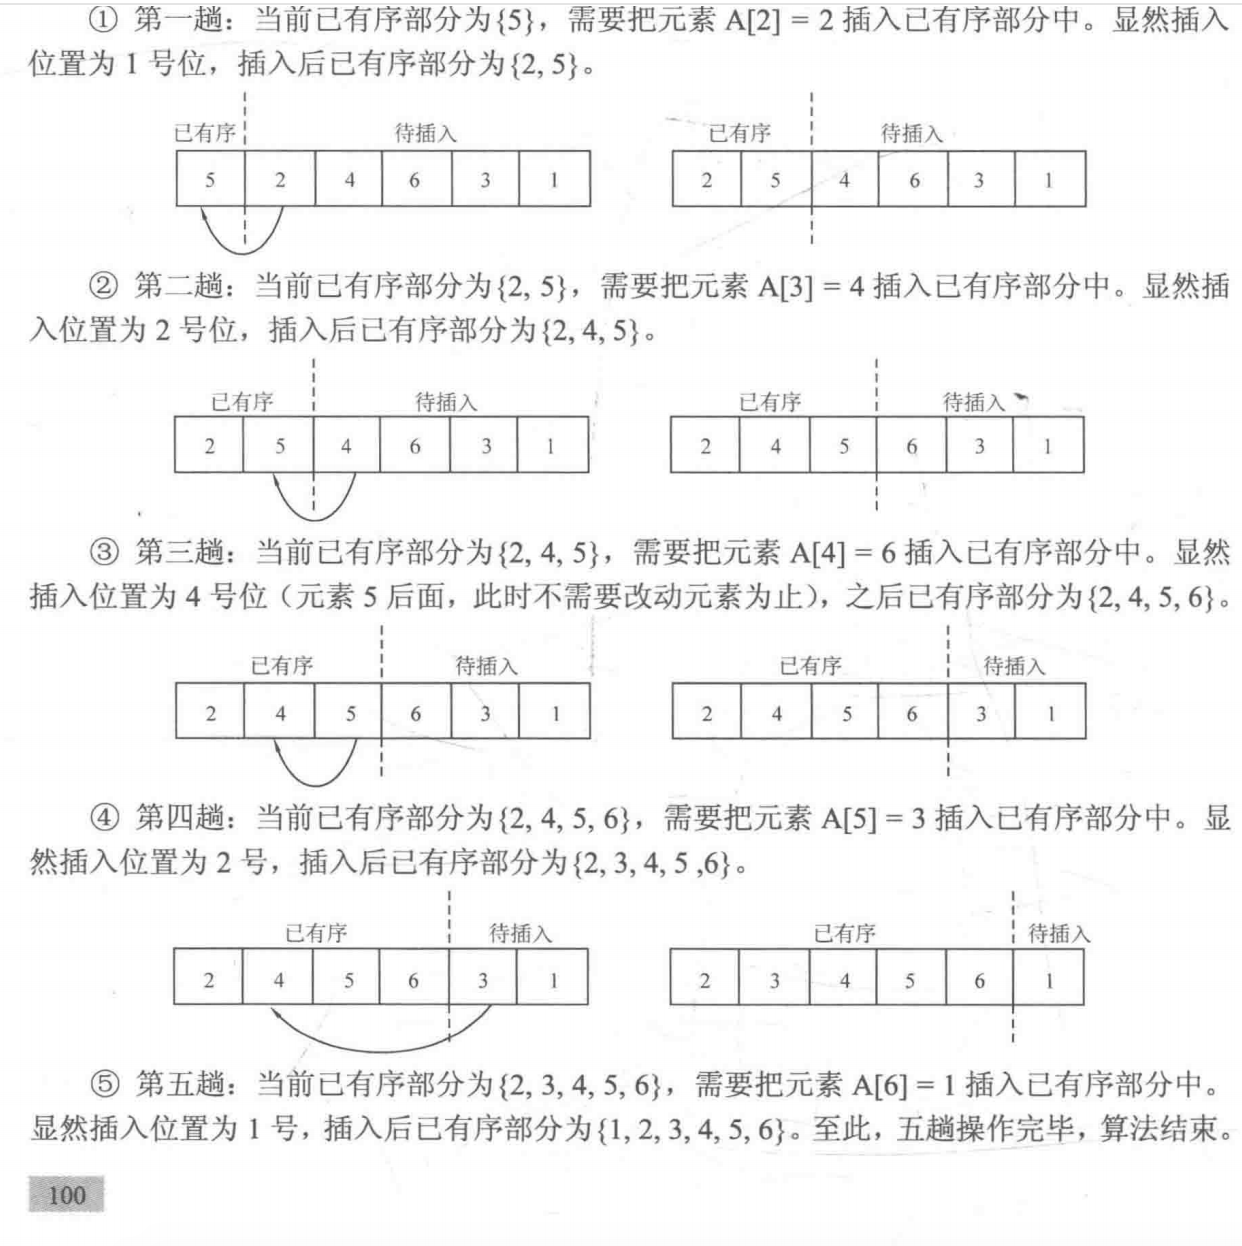 ① 第一趟：当前已有序部分为{5}，需要把元素 A[2] = 2 插入已有序部分中。显然插入
位置为 1 号位，插入后已有序部分为{2, 5}。
已有序 待插入 已有序 待插入
5 2 4 6 3 1 2 5 4 6 3 1
② 第二趟：当前已有序部分为{2, 5}，需要把元素 A[3] = 4 插入已有序部分中。显然插
入位置为 2 号位，插入后已有序部分为{2, 4, 5}。
已有序 待插入 已有序 待插入
2 5 4 6 3 1 2 4 5 6 3 1
③ 第三趟：当前已有序部分为{2, 4, 5}，需要把元素 A[4] = 6 插入已有序部分中。显然
插入位置为 4 号位（元素 5 后面，此时不需要改动元素为止），之后已有序部分为{2, 4, 5, 6}。
已有序 待插入 已有序 待插入
2 4 5 6 3 1 2 4 5 6 3 1
④ 第四趟：当前已有序部分为{2, 4, 5, 6}，需要把元素 A[5] = 3 插入已有序部分中。显
然插入位置为 2 号，插入后已有序部分为{2, 3, 4, 5 ,6}。
已有序 待插入 已有序 待插入
2 4 5 6 3 1 2 3 4 5 6 1
⑤ 第五趟：当前已有序部分为{2, 3, 4, 5, 6}，需要把元素 A[6] = 1 插入已有序部分中。
显然插入位置为 1 号，插入后已有序部分为{1, 2, 3, 4, 5, 6}。至此，五趟操作完毕，算法结束。
100